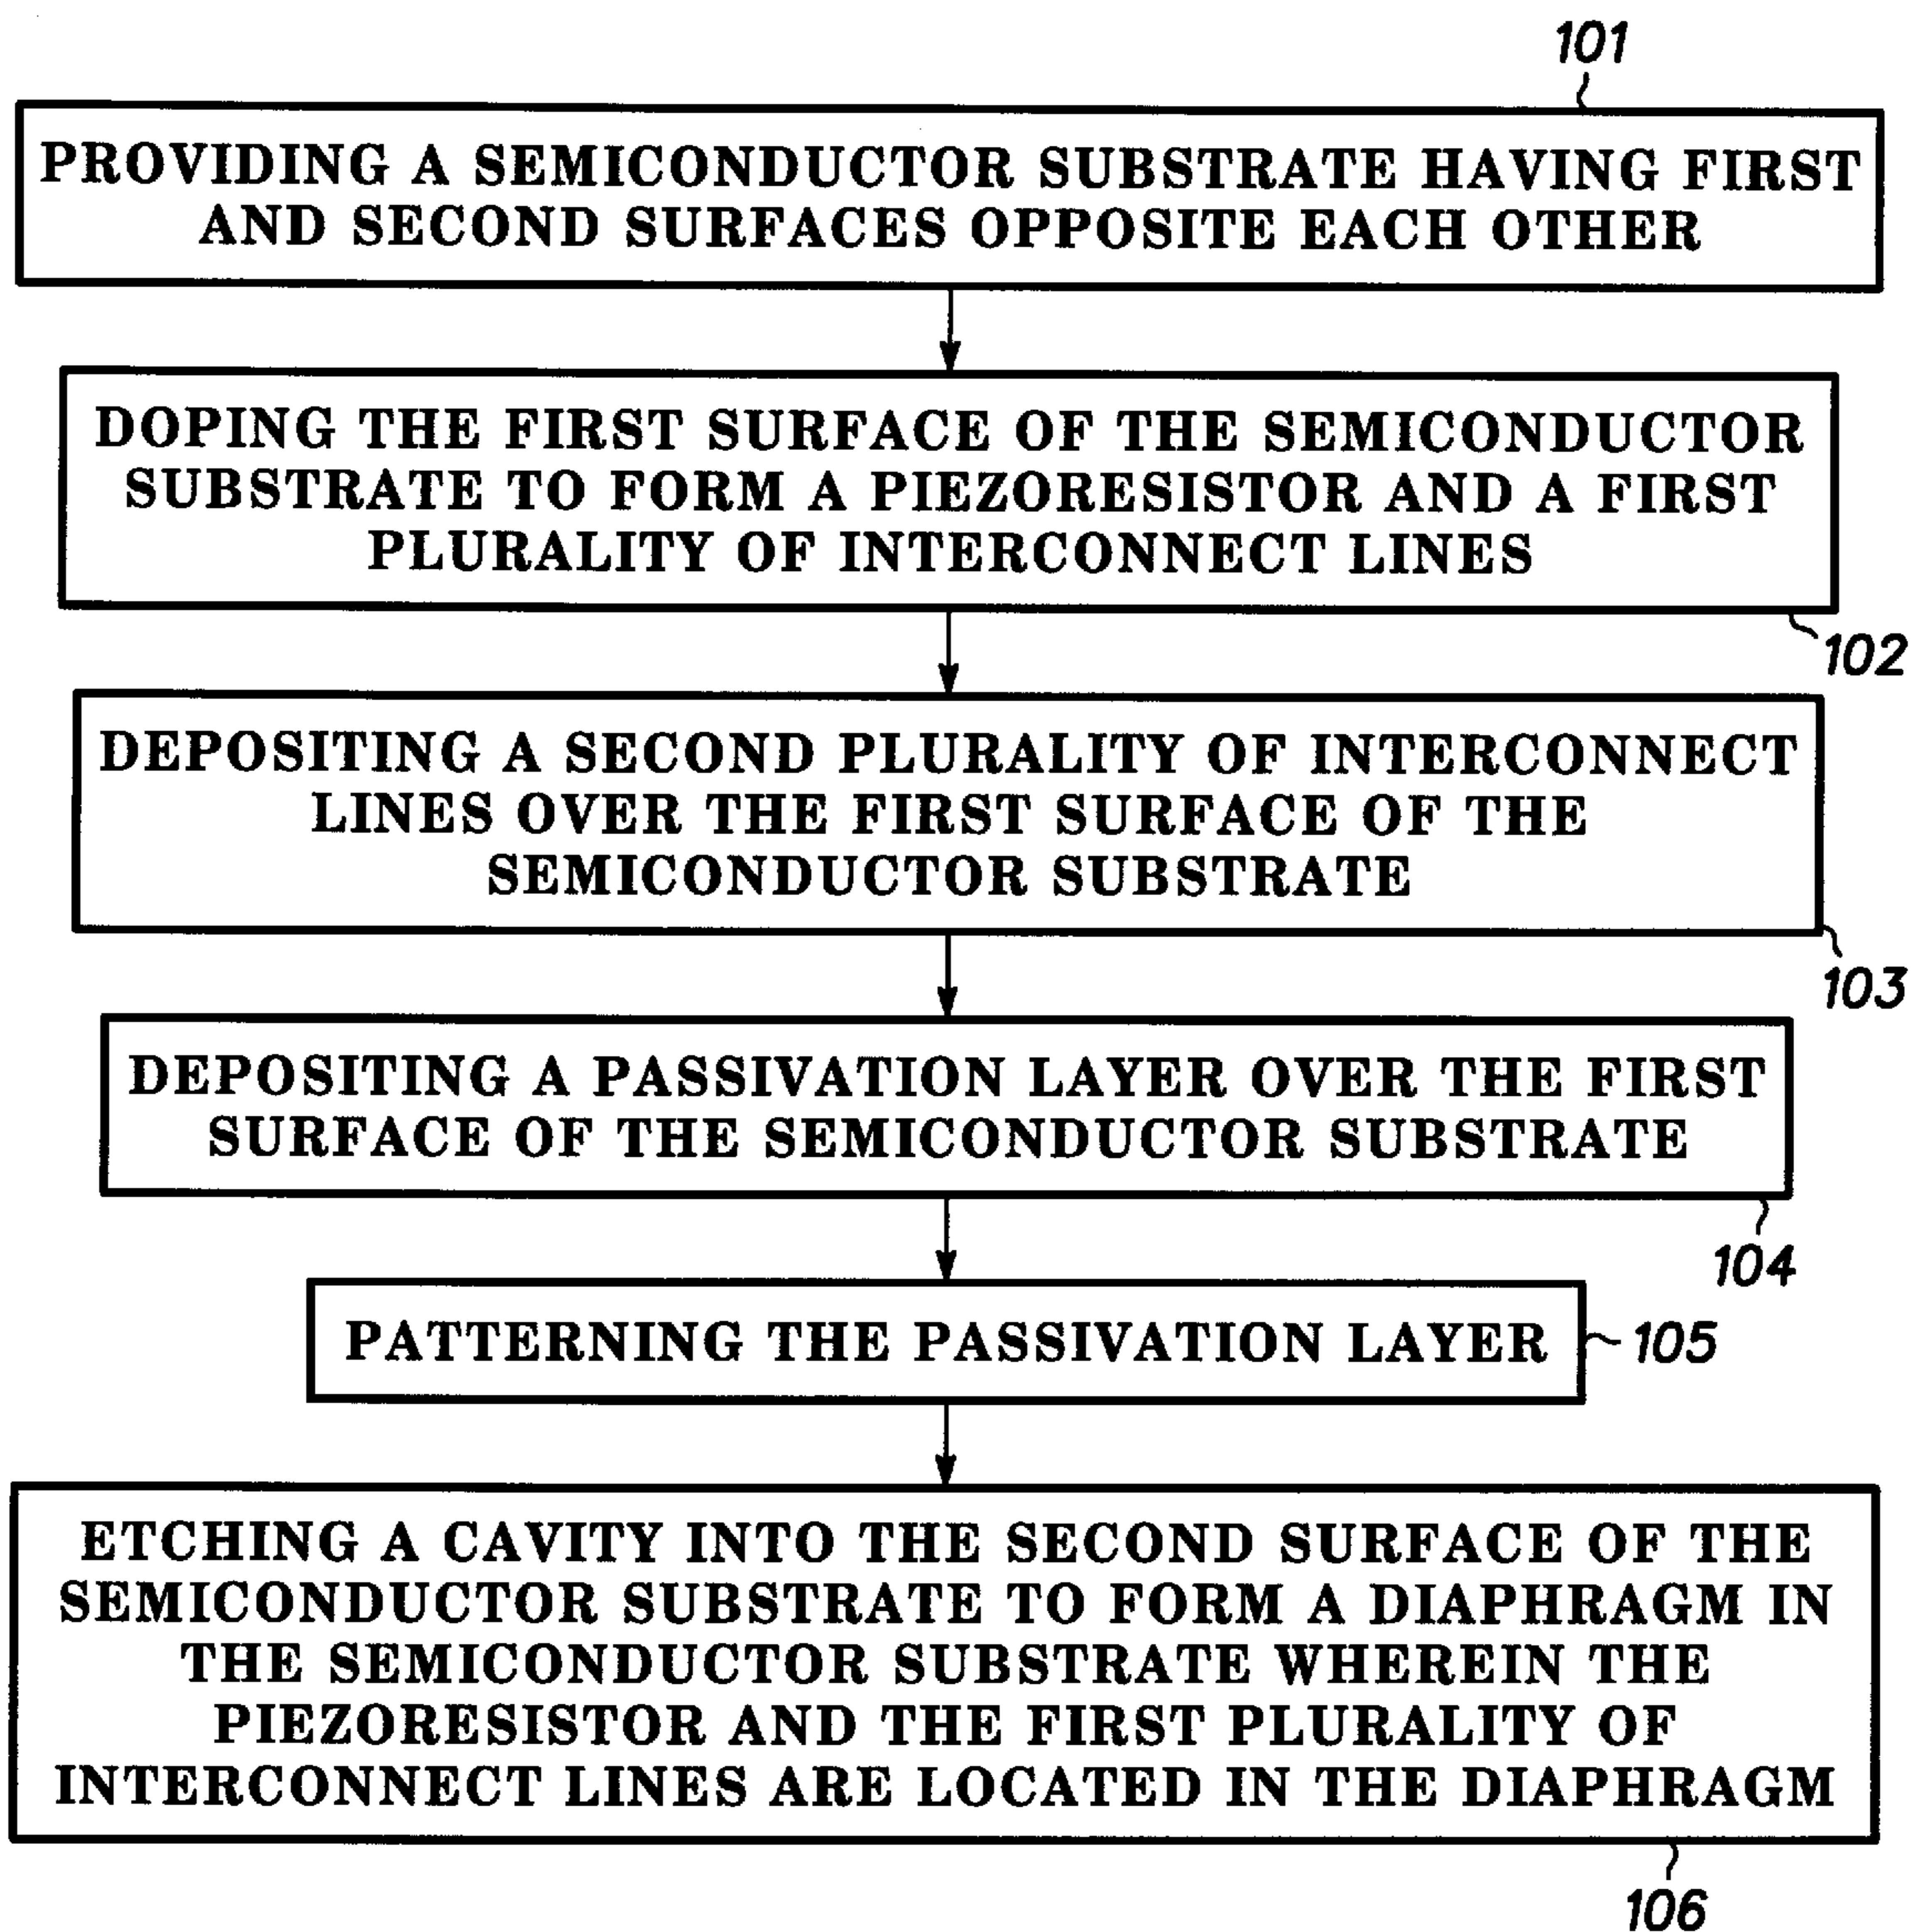 101
PROVIDING A SEMICONDUCTOR SUBSTRATE HAVING FIRST
AND SECOND SURFACES OPPOSITE EACH OTHER
DOPING THE FIRST SURFACE OF THE SEMICONDUCTOR
SUBSTRATE TO FORM A PIEZORESISTOR AND A FIRST
PLURALITY OF INTERCONNECT LINES
102
DEPOSITING A SECOND PLURALITY OF INTERCONNECT
LINES OVER THE FIRST SURFACE OF THE
SEMICONDUCTOR SUBSTRATE
103
DEPOSITING A PASSIVATION LAYER OVER THE FIRST
SURFACE OF THE SEMICONDUCTOR SUBSTRATE
104
PATTERNING THE PASSIVATION LAYER
105
ETCHING A CAVITY INTO THE SECOND SURFACE OF THE
SEMICONDUCTOR SUBSTRATE TO FORM A DIAPHRAGM IN
THE SEMICONDUCTOR SUBSTRATE WHEREIN THE
PIEZORESISTOR AND THE FIRST PLURALITY OF
INTERCONNECT LINES ARE LOCATED IN THE DIAPHRAGM
106